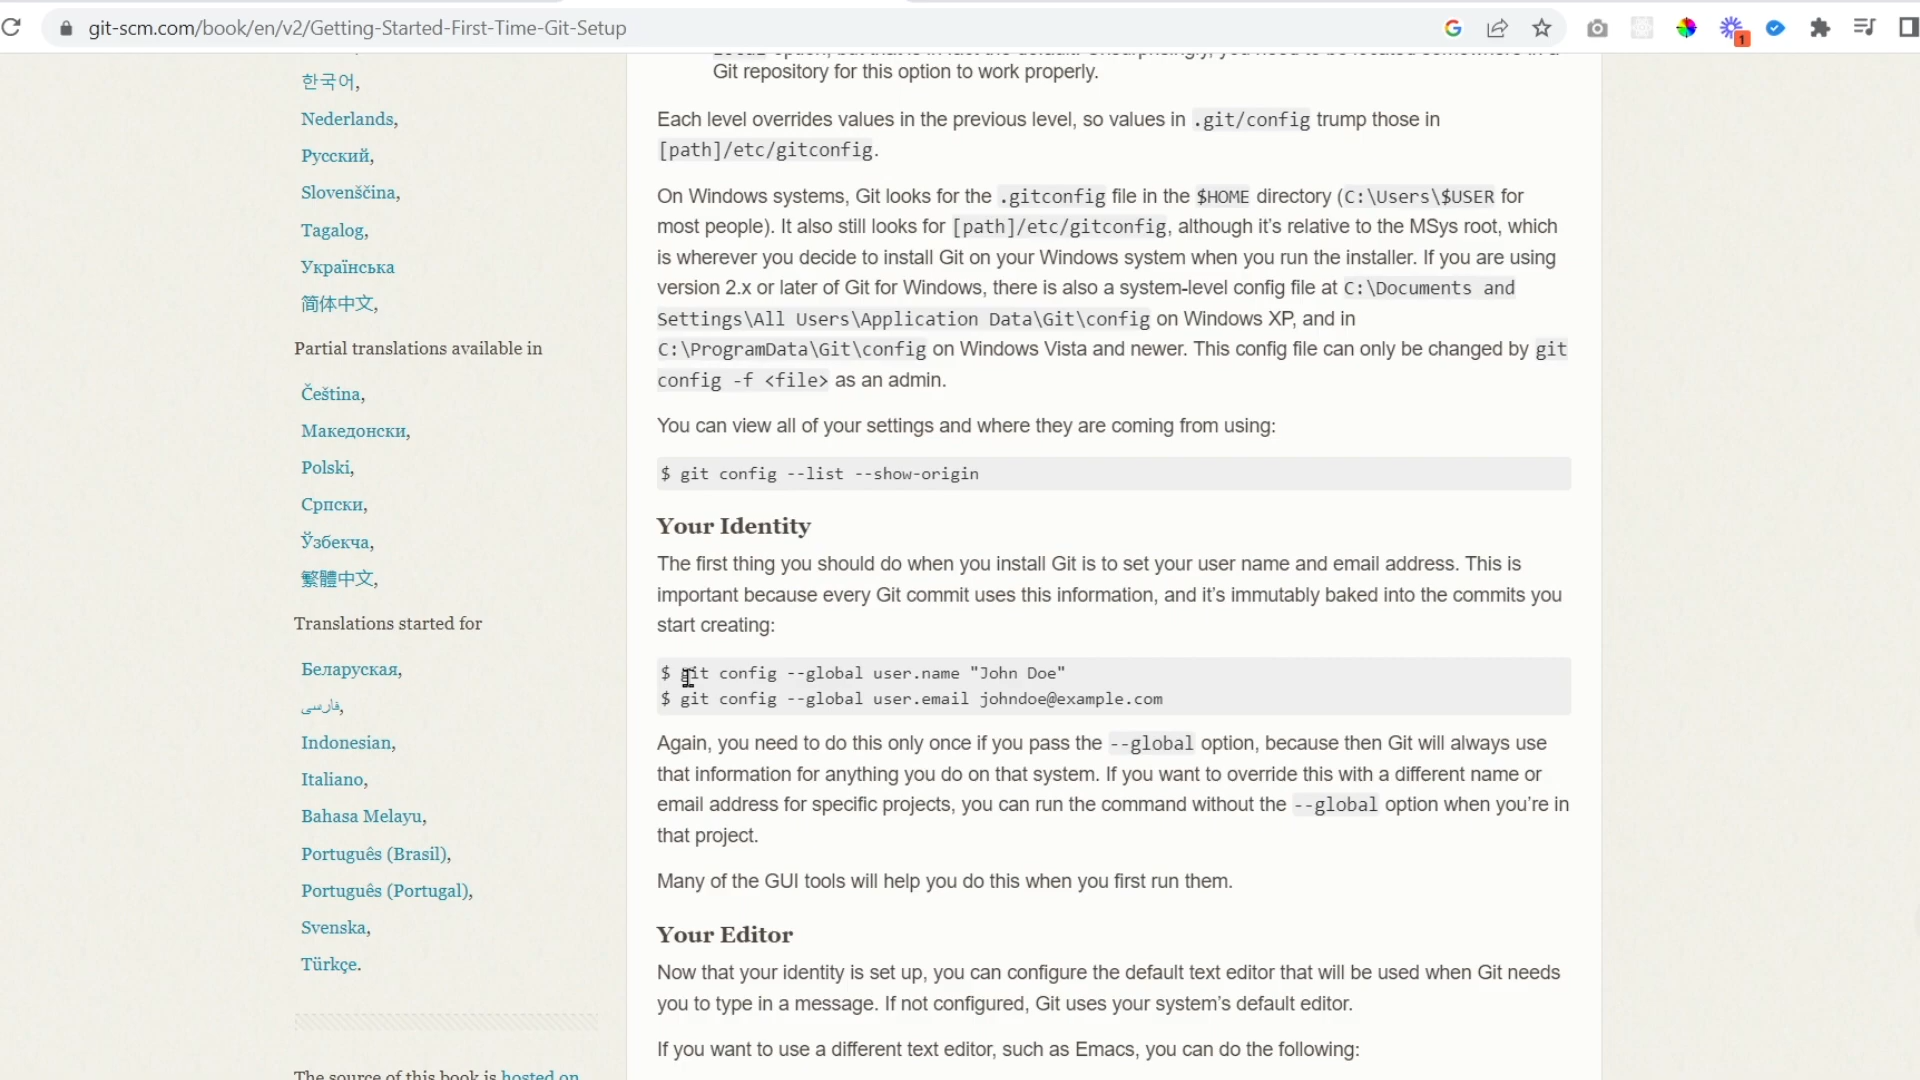 git-scm.com/book/en/v2/Getting-Started-First-Time-Git-Setup
1
한국어,
Nederlands,
Русский,
Slovenščina,
Tagalog,
Українська
简体中文,
Partial translations available in
Čeština,
Македонски,
Polski,
Српски,
Ўзбекча,
繁體中文,
Translations started for
Беларуская,
فارسی,
Indonesian,
Italiano,
Bahasa Melayu,
Português (Brasil),
Português (Portugal),
Svenska,
Türkçe.
The source of this book is hosted on
Git repository for this option to work properly.
Each level overrides values in the previous level, so values in .git/config trump those in
[path]/etc/gitconfig.
On Windows systems, Git looks for the .gitconfig file in the $HOME directory (C:\Users\$USER for
most people). It also still looks for [path]/etc/gitconfig, although it’s relative to the MSys root, which
is wherever you decide to install Git on your Windows system when you run the installer. If you are using
version 2.x or later of Git for Windows, there is also a system-level config file at C:\Documents and
Settings\All Users\Application Data\Git\config on Windows XP, and in
C:\ProgramData\Git\config on Windows Vista and newer. This config file can only be changed by git
config -f <file> as an admin.
You can view all of your settings and where they are coming from using:
$ git config --list --show-origin
Your Identity
The first thing you should do when you install Git is to set your user name and email address. This is
important because every Git commit uses this information, and it’s immutably baked into the commits you
start creating:
$ git config --global user.name "John Doe"
$ git config --global user.email johndoe@example.com
Again, you need to do this only once if you pass the --global option, because then Git will always use
that information for anything you do on that system. If you want to override this with a different name or
email address for specific projects, you can run the command without the --global option when you’re in
that project.
Many of the GUI tools will help you do this when you first run them.
Your Editor
Now that your identity is set up, you can configure the default text editor that will be used when Git needs
you to type in a message. If not configured, Git uses your system’s default editor.
If you want to use a different text editor, such as Emacs, you can do the following: